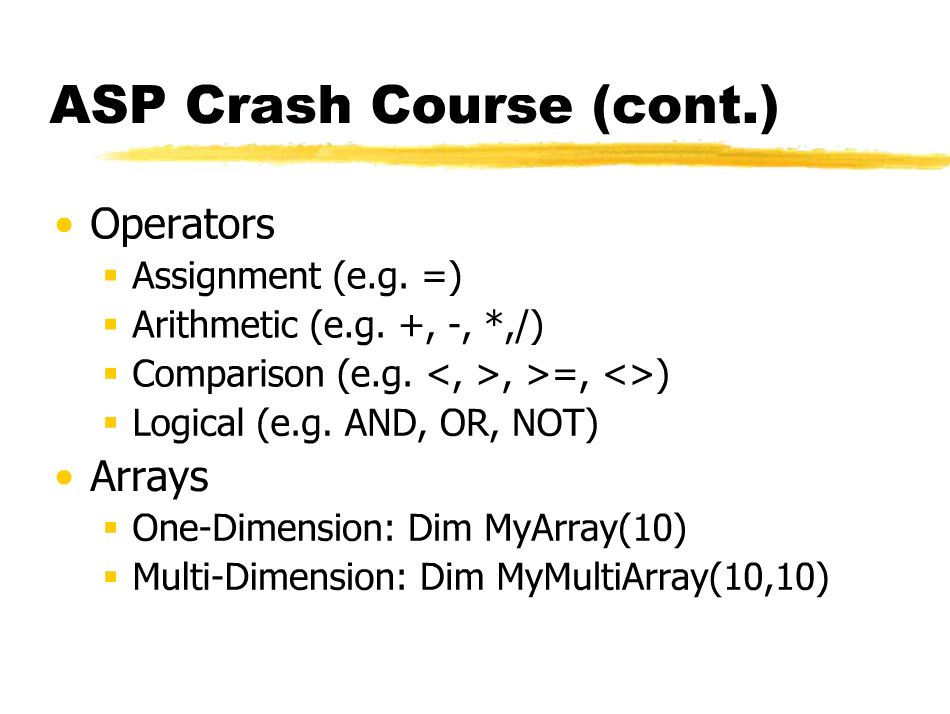 ASP Crash Course (cont.)
• Operators
▪ Assignment (e.g. =)
▪ Arithmetic (e.g. +, -, *,/)
▪ Comparison (e.g. <, >, >=, <>)
▪ Logical (e.g. AND, OR, NOT)
• Arrays
▪ One-Dimension: Dim MyArray(10)
▪ Multi-Dimension: Dim MyMultiArray(10,10)